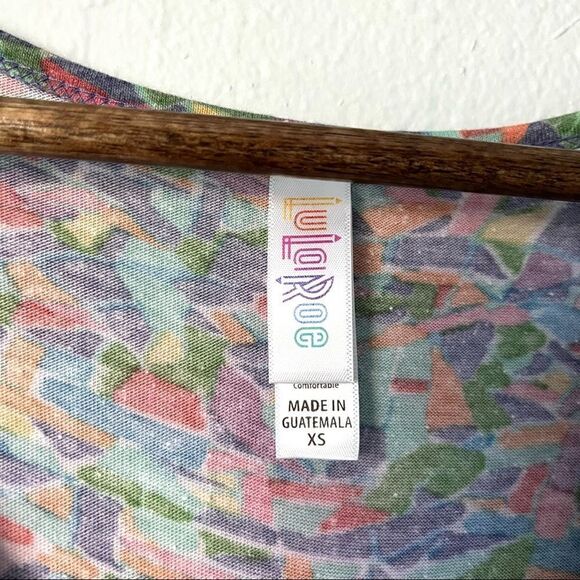 LuLaRoe
Comfortable
MADE IN
GUATEMALA
XS